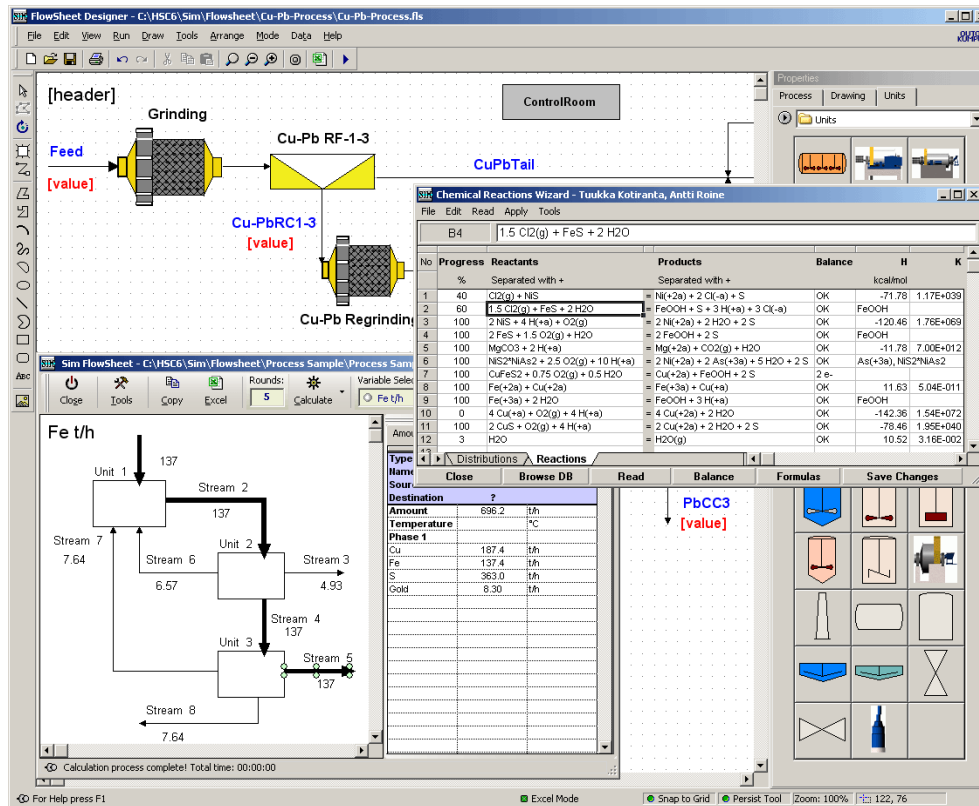 FlowSheet Designer - C:\HSC6\Sim\Flowsheet\Cu-Pb-Process\Cu-Pb-Process.fls
File Edit View Run Draw Tools Arrange Mode Data Help
[header]
Grinding
Feed
[value]
Cu-Pb RF-1-3
ControlRoom
CuPbTail
Cu-PbRC1-3
[value]
Cu-Pb Regrinding
Properties
Process Drawing Units
Units
Chemical Reactions Wizard - Tuukka Kotiranta, Antti Roine
File Edit Read Apply Tools
B4 1.5 Cl2(g) + FeS + 2 H2O
No Progress Reactants Products Balance H K
% Separated with + Separated with + kcal/mol
1 40 Cl2(g) + NiS = Ni(+2a) + 2 Cl(-a) + S OK -71.78 1.17E+039
2 60 1.5 Cl2(g) + FeS + 2 H2O = FeOOH + S + 3 H(+a) + 3 Cl(-a) OK FeOOH
3 100 2 NiS + 4 H(+a) + O2(g) = 2 Ni(+2a) + 2 H2O + 2 S OK -120.46 1.76E+069
4 100 2 FeS + 1.5 O2(g) + H2O = 2 FeOOH + 2 S OK FeOOH
5 100 MgCO3 + 2 H(+a) = Mg(+2a) + CO2(g) + H2O OK -11.78 7.00E+012
6 100 NiS2*NiAs2 + 2.5 O2(g) + 10 H(+a) = 2 Ni(+2a) + 2 As(+3a) + 5 H2O + 2 S OK As(+3a), NiS2*NiAs2
7 100 CuFeS2 + 0.75 O2(g) + 0.5 H2O = Cu(+2a) + FeOOH + 2 S 2 e-
8 100 Fe(+2a) + Cu(+2a) = Fe(+3a) + Cu(+a) OK 11.63 5.04E-011
9 100 Fe(+3a) + 2 H2O = FeOOH + 3 H(+a) OK FeOOH
10 0 4 Cu(+a) + O2(g) + 4 H(+a) = 4 Cu(+2a) + 2 H2O OK -142.36 1.54E+072
11 100 2 CuS + O2(g) + 4 H(+a) = 2 Cu(+2a) + 2 H2O + 2 S OK -78.46 1.95E+040
12 3 H2O = H2O(g) OK 10.52 3.16E-002
Distributions Reactions
Close Browse DB Read Balance Formulas Save Changes
PbCC3
[value]
Sim FlowSheet - C:\HSC6\Sim\Process Sample\Process Samp
Close Tools Copy Excel Rounds: 5 Calculate Variable Selec
Fe t/h
Fe t/h
137
Unit 1
Stream 2
137
Stream 7
7.64
Stream 6
6.57
Unit 2
Stream 3
4.93
Stream 4
137
Unit 3
Stream 5
137
Stream 8
7.64
Amou
Type
Name
Sourc
Destination ?
Amount 696.2 t/h
Temperature °C
Phase 1
Cu 187.4 t/h
Fe 137.4 t/h
S 363.0 t/h
Gold 8.30 t/h
Calculation process complete! Total time: 00:00:00
For Help press F1 Excel Mode Snap to Grid Persist Tool Zoom: 100% 122, 76